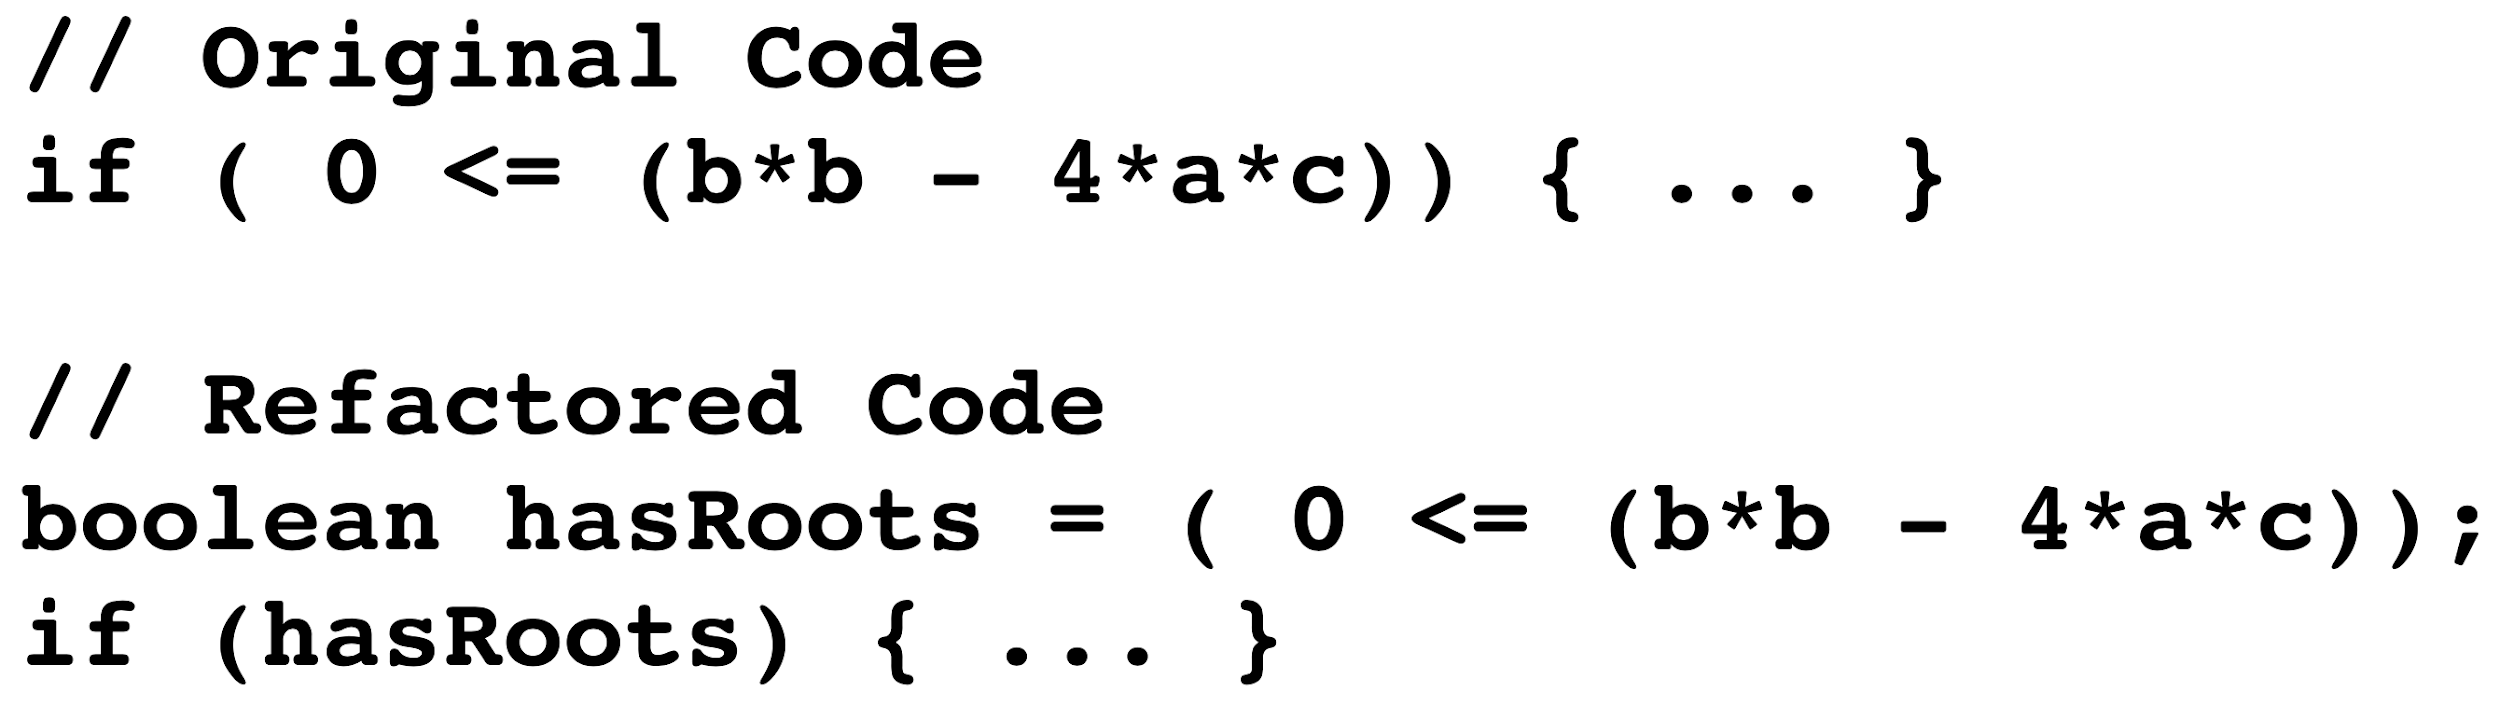 // Original Code
if ( 0 <= (b*b - 4*a*c)) { ... }
// Refactored Code
boolean hasRoots = ( 0 <= (b*b - 4*a*c));
if (hasRoots) { ... }